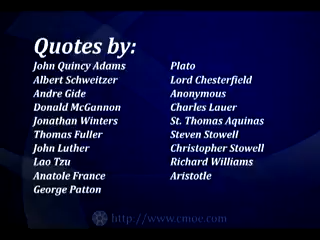 Quotes by:
John Quincy Adams
Albert Schweitzer
Andre Gide
Donald McGannon
Jonathan Winters
Thomas Fuller
John Luther
Lao Tzu
Anatole France
George Patton
Plato
Lord Chesterfield
Anonymous
Charles Lauer
St. Thomas Aquinas
Steven Stowell
Christopher Stowell
Richard Williams
Aristotle
http://www.cmoe.com